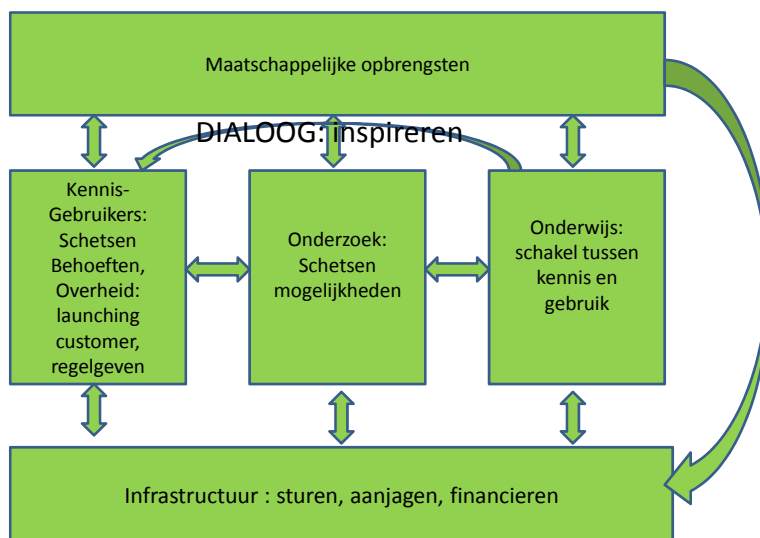 Maatschappelijke opbrengsten
DIALOOG: inspireren
Kennis-
Gebruikers:
Schetsen
Behoeften,
Overheid:
launching
customer,
regelgeven
Onderzoek:
Schetsen
mogelijkheden
Onderwijs:
schakel tussen
kennis en
gebruik
Infrastructuur : sturen, aanjagen, financieren